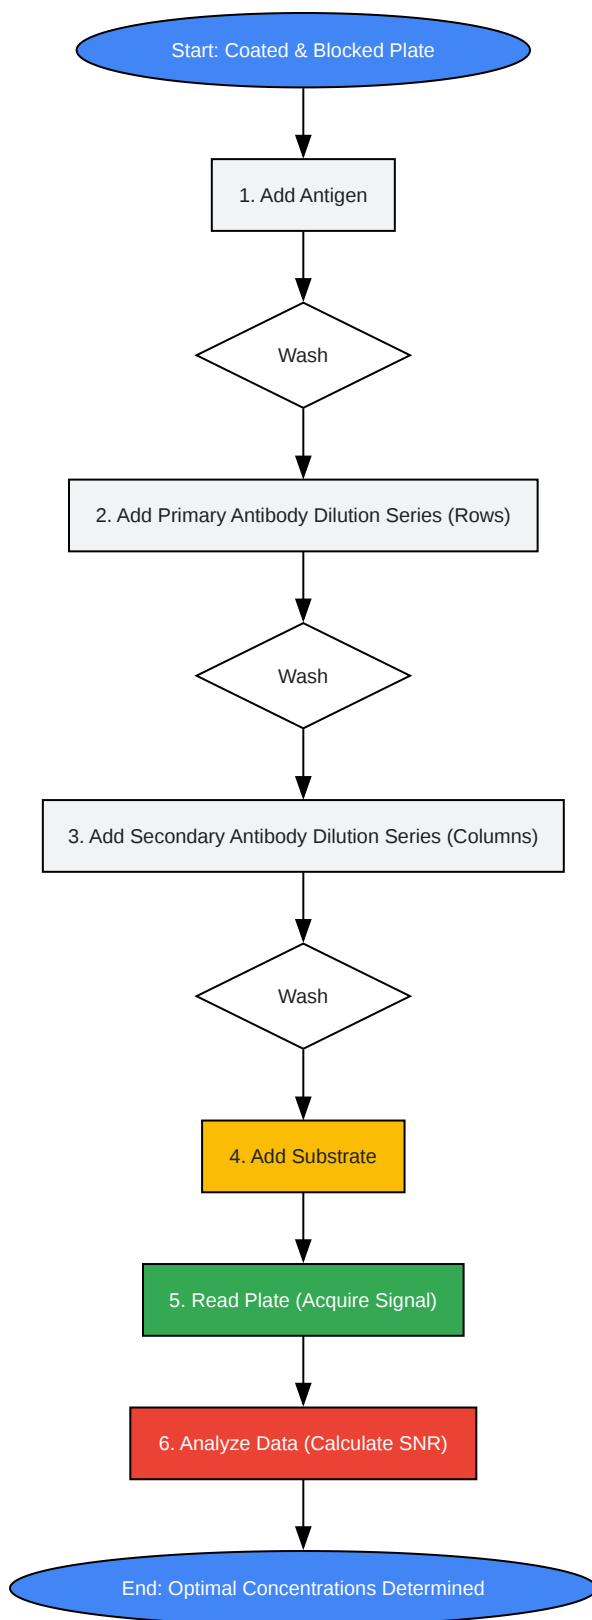 Start: Coated & Blocked Plate
1. Add Antigen
Wash
2. Add Primary Antibody Dilution Series (Rows)
Wash
3. Add Secondary Antibody Dilution Series (Columns)
Wash
4. Add Substrate
5. Read Plate (Acquire Signal)
6. Analyze Data (Calculate SNR)
End: Optimal Concentrations Determined